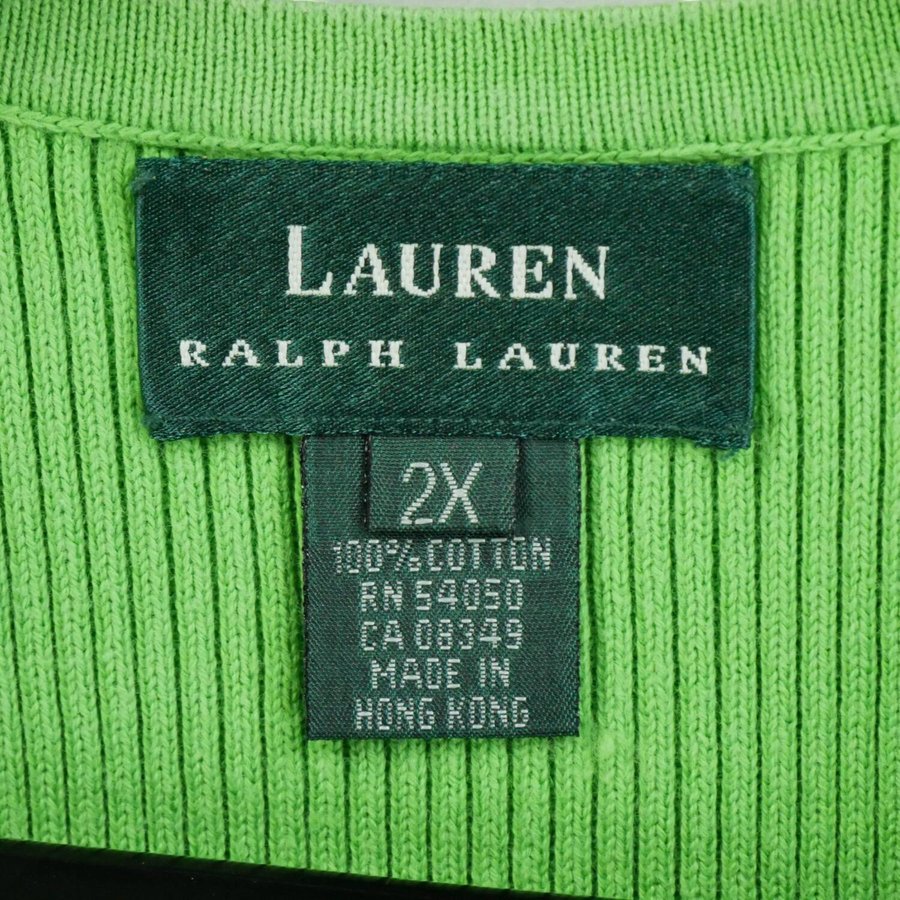 LAUREN
RALPH LAUREN
2X
100% COTTON
RN 54050
CA 08349
MADE IN
HONG KONG